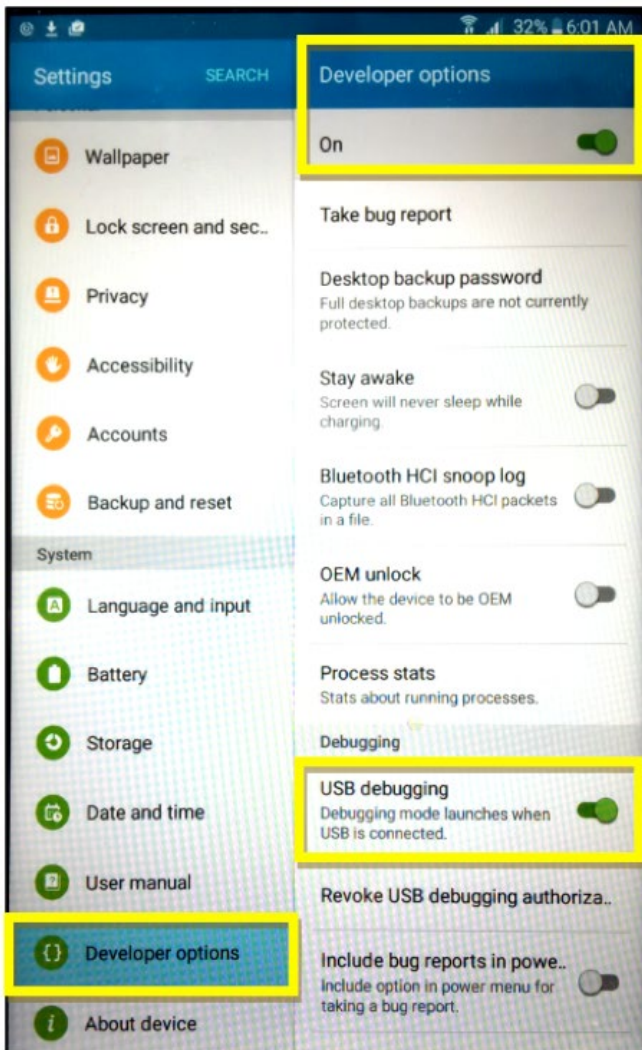 32% 6:01 AM
Settings
SEARCH
Wallpaper
Lock screen and sec..
Privacy
Accessibility
Accounts
Backup and reset
System
Language and input
Battery
Storage
Date and time
User manual
Developer options
About device
Developer options
On
Take bug report
Desktop backup password
Full desktop backups are not currently
protected.
Stay awake
Screen will never sleep while
charging.
Bluetooth HCI snoop log
Capture all Bluetooth HCI packets
in a file.
OEM unlock
Allow the device to be OEM
unlocked.
Process stats
Stats about running processes.
Debugging
USB debugging
Debugging mode launches when
USB is connected.
Revoke USB debugging authoriza..
Include bug reports in powe..
Include option in power menu for
taking a bug report.